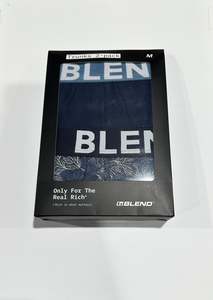 Trunks 2-pack
M
BLEN
BLEN
Only For The
Real Rich*
BLEND